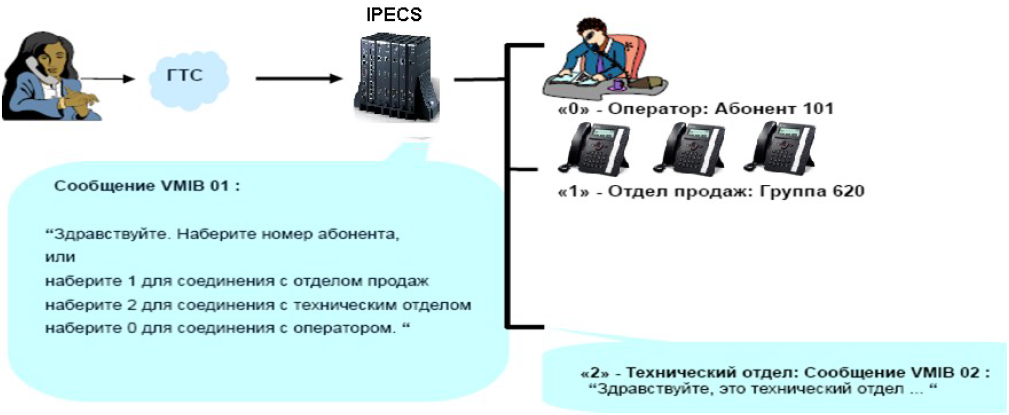 IPECS
ГТС
«0» - Оператор: Абонент 101
«1» - Отдел продаж: Группа 620
Сообщение VMIB 01 :
“Здравствуйте. Наберите номер абонента,
или
наберите 1 для соединения с отделом продаж
наберите 2 для соединения с техническим отделом
наберите 0 для соединения с оператором. “
«2» - Технический отдел: Сообщение VMIB 02 :
“Здравствуйте, это технический отдел ... “